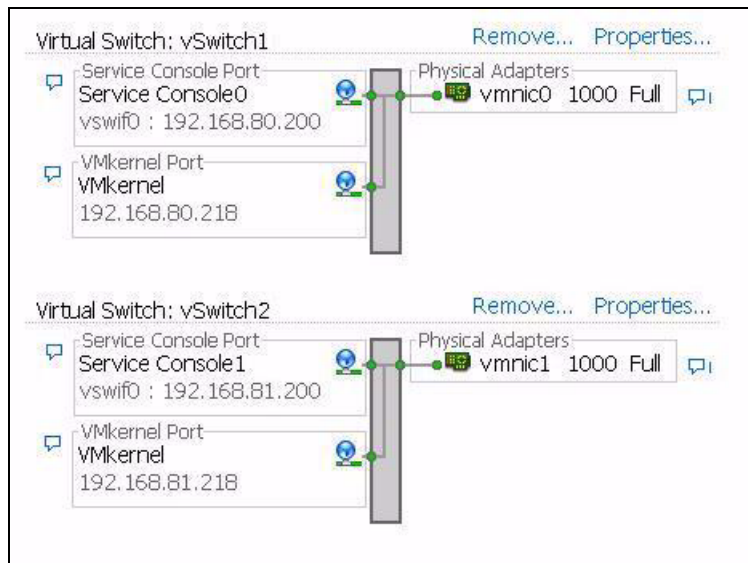 Virtual Switch: vSwitch1 Remove... Properties...
Service Console Port Physical Adapters
Service Console0 vmnic0 1000 Full
vswif0 : 192.168.80.200
VMkernel Port
VMkernel
192.168.80.218
Virtual Switch: vSwitch2 Remove... Properties...
Service Console Port Physical Adapters
Service Console1 vmnic1 1000 Full
vswif0 : 192.168.81.200
VMkernel Port
VMkernel
192.168.81.218